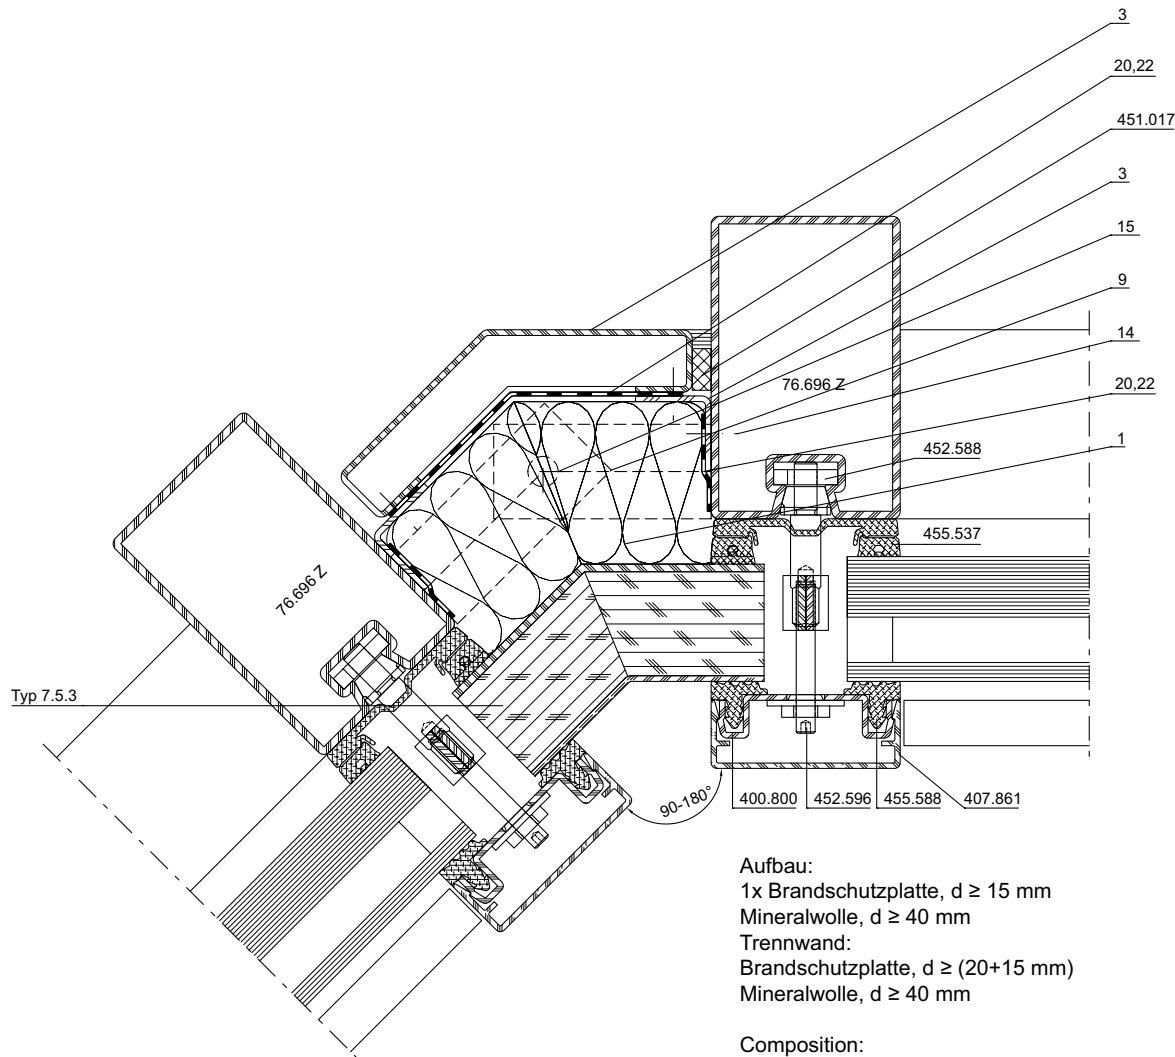 3
20,22
451.017
3
15
9
14
20,22
1
76.696 Z
452.588
455.537
76.696 Z
Typ 7.5.3
90-180°
400.800
452.596
455.588
407.861
Aufbau:
1x Brandschutzplatte, d ≥ 15 mm
Mineralwolle, d ≥ 40 mm
Trennwand:
Brandschutzplatte, d ≥ (20+15 mm)
Mineralwolle, d ≥ 40 mm
Composition: